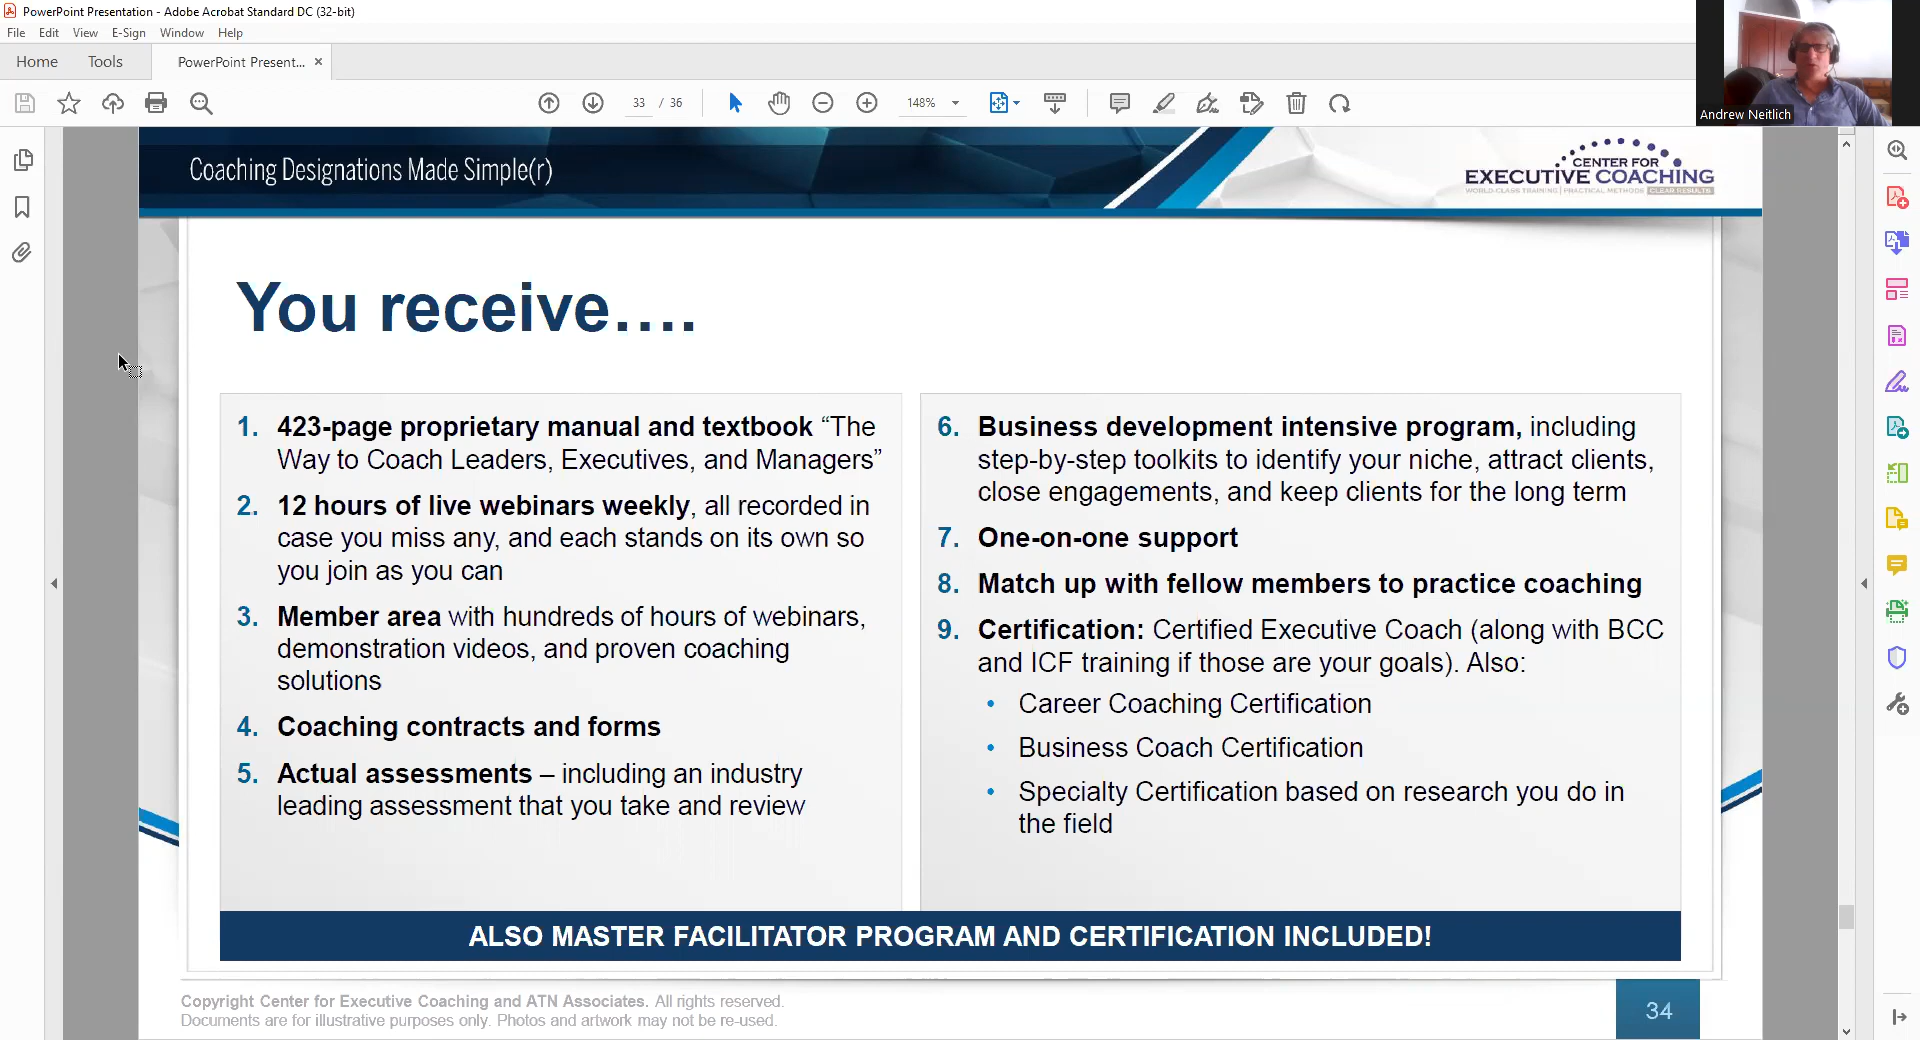 PowerPoint Presentation - Adobe Acrobat Standard DC (32-bit)
File Edit View E-Sign Window Help
Home Tools PowerPoint Present... ×
33 / 36 148%
Andrew Neitlich
Coaching Designations Made Simple(r)
CENTER FOR
EXECUTIVE COACHING
WORLD-CLASS TRAINING | PRACTICAL METHODS | CLEAR RESULTS
You receive….
1. 423-page proprietary manual and textbook “The
Way to Coach Leaders, Executives, and Managers”
2. 12 hours of live webinars weekly, all recorded in
case you miss any, and each stands on its own so
you join as you can
3. Member area with hundreds of hours of webinars,
demonstration videos, and proven coaching
solutions
4. Coaching contracts and forms
5. Actual assessments – including an industry
leading assessment that you take and review
6. Business development intensive program, including
step-by-step toolkits to identify your niche, attract clients,
close engagements, and keep clients for the long term
7. One-on-one support
8. Match up with fellow members to practice coaching
9. Certification: Certified Executive Coach (along with BCC
and ICF training if those are your goals). Also:
• Career Coaching Certification
• Business Coach Certification
• Specialty Certification based on research you do in
the field
ALSO MASTER FACILITATOR PROGRAM AND CERTIFICATION INCLUDED!
Copyright Center for Executive Coaching and ATN Associates. All rights reserved.
Documents are for illustrative purposes only. Photos and artwork may not be re-used.
34